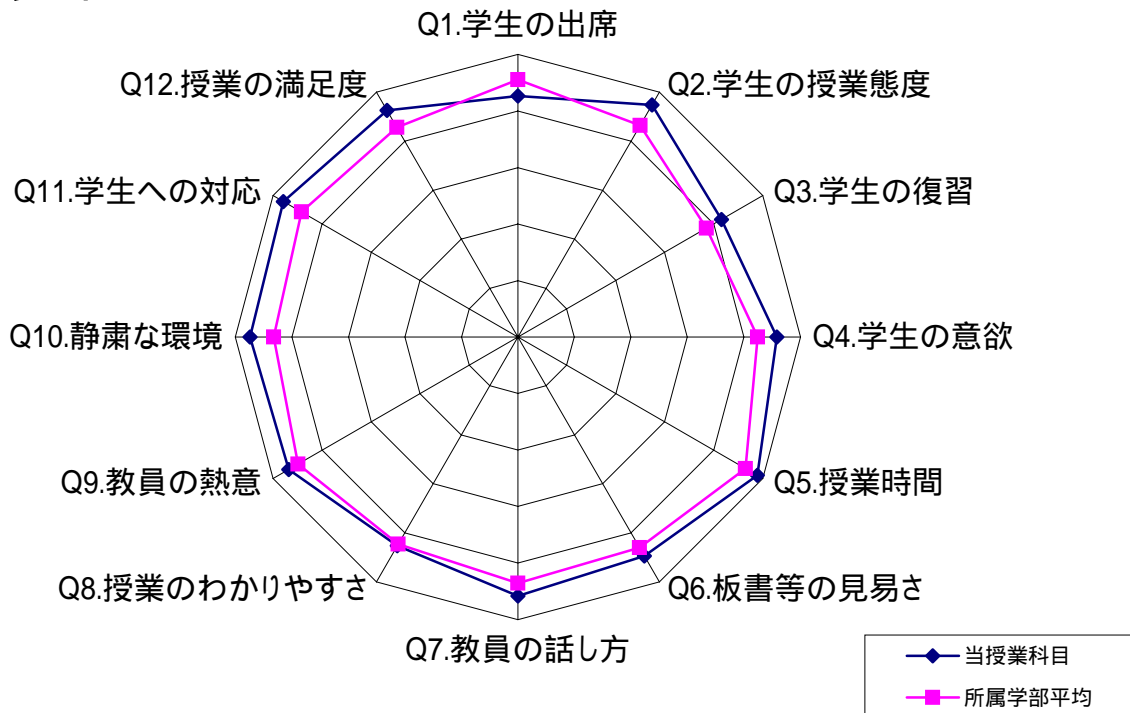 Q1.学生の出席
Q2.学生の授業態度
Q3.学生の復習
Q4.学生の意欲
Q5.授業時間
Q6.板書等の見易さ
Q7.教員の話し方
Q8.授業のわかりやすさ
Q9.教員の熱意
Q10.静粛な環境
Q11.学生への対応
Q12.授業の満足度
当授業科目
所属学部平均